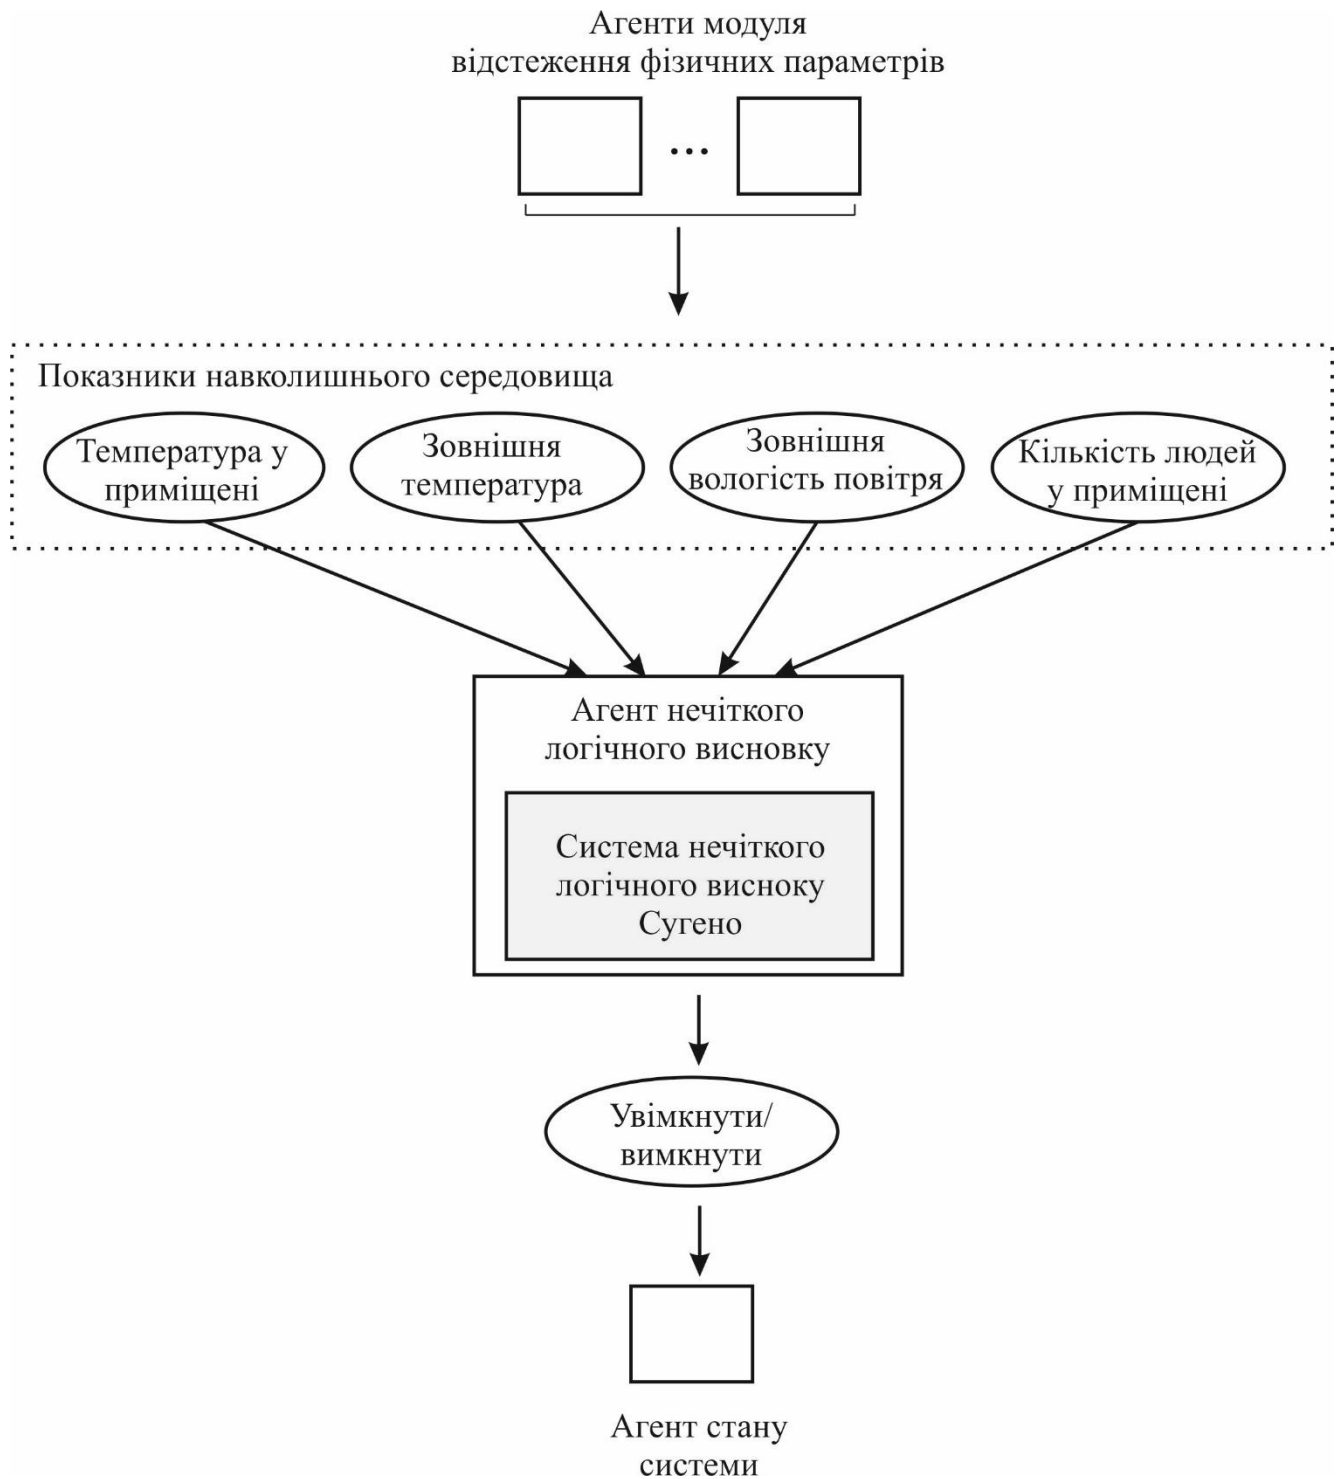 Агенти модуля
відстеження фізичних параметрів
...
Показники навколишнього середовища
Температура у
приміщені
Зовнішня
температура
Зовнішня
вологість повітря
Кількість людей
у приміщені
Агент нечіткого
логічного висновку
Система нечіткого
логічного висноку
Сугено
Увімкнути/
вимкнути
Агент стану
системи